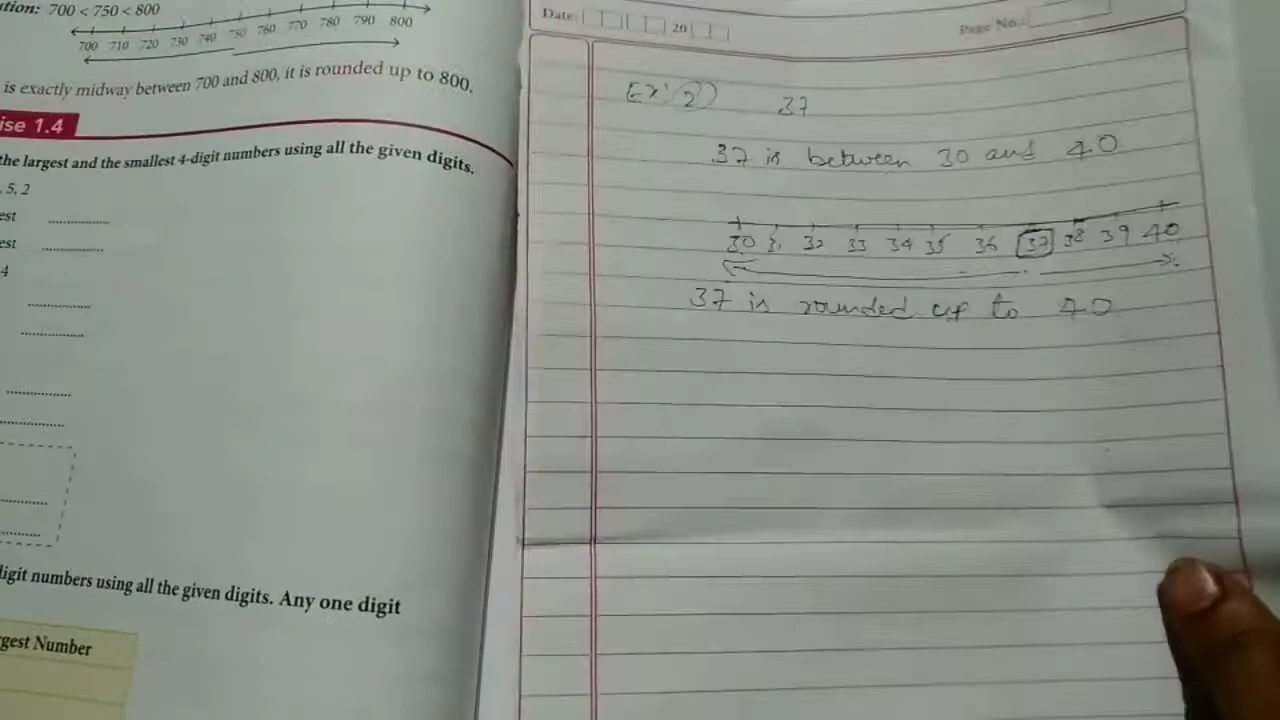 tion: 700 < 750 < 800
700 710 720 730 740 750 760 770 780 790 800
is exactly midway between 700 and 800, it is rounded up to 800.
ise 1.4
the largest and the smallest 4-digit numbers using all the given digits.
, 5, 2
est ..............
est ..............
4
..............
..............
..............
..............
..............
..............
digit numbers using all the given digits. Any one digit
rgest Number
Date: 20 Page No.:
Ex: 2) 37
37 is between 30 and 40
30 31 32 33 34 35 36 37 38 39 40
37 is rounded up to 40